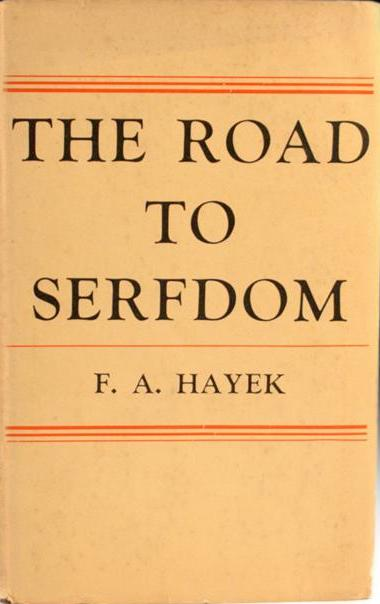 THE ROAD
TO
SERFDOM
F. A. HAYEK